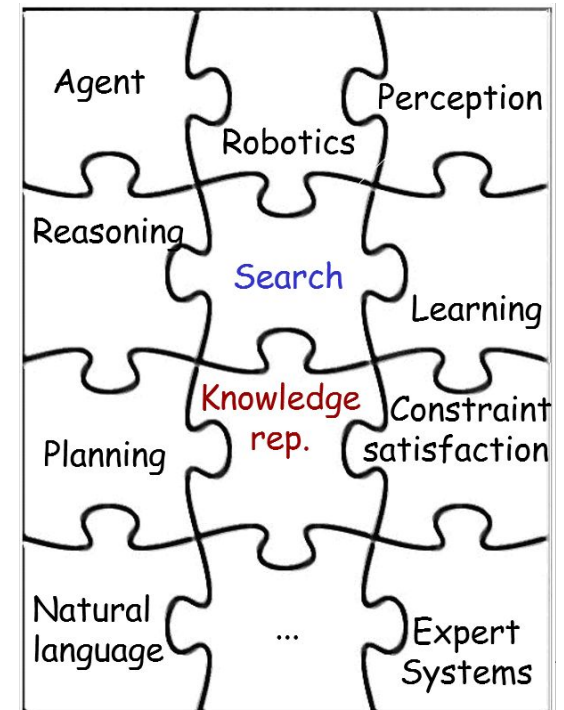 Agent
Robotics
Perception
Reasoning
Search
Learning
Planning
Knowledge
rep.
Constraint
satisfaction
Natural
language
...
Expert
Systems